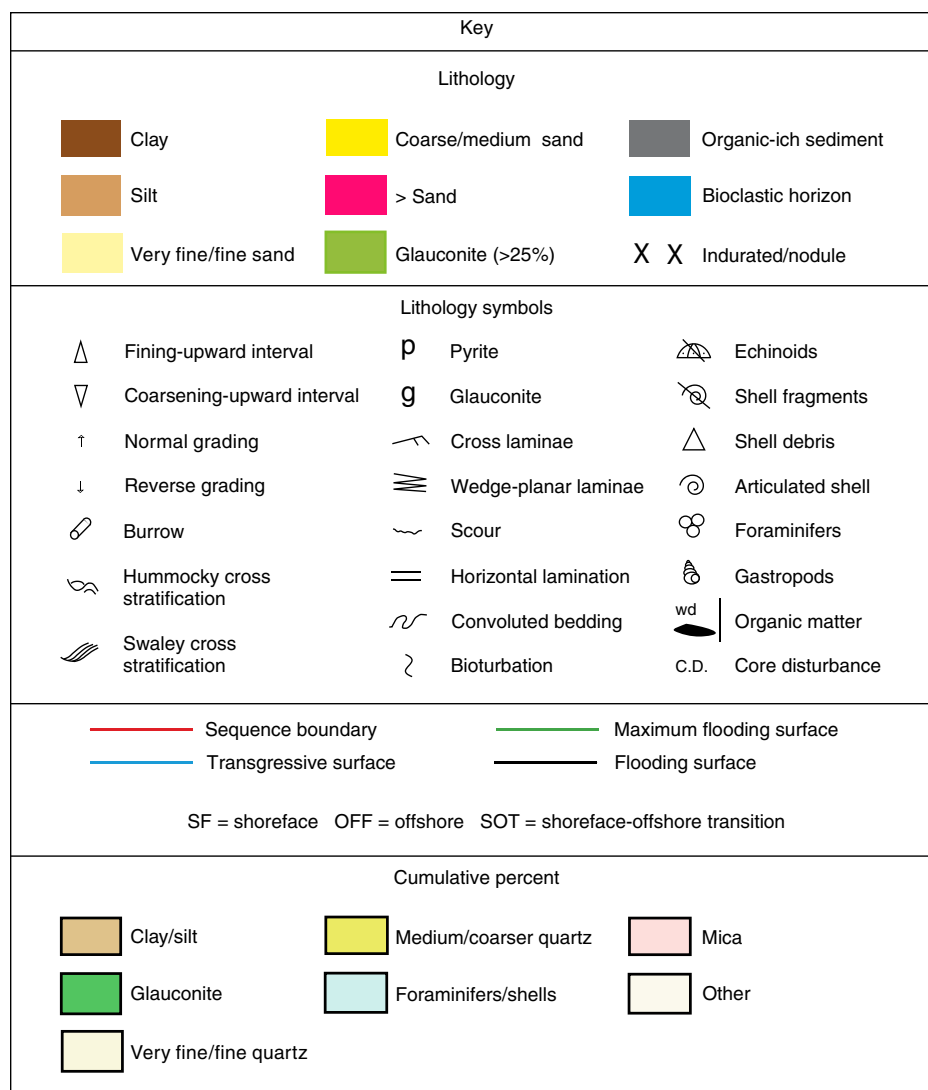 Key
Lithology
Clay
Coarse/medium sand
Organic-ich sediment
Silt
> Sand
Bioclastic horizon
Very fine/fine sand
Glauconite (>25%)
X X Indurated/nodule
Lithology symbols
Fining-upward interval
p Pyrite
Echinoids
Coarsening-upward interval
g Glauconite
Shell fragments
Normal grading
Cross laminae
Shell debris
Reverse grading
Wedge-planar laminae
Articulated shell
Burrow
Scour
Foraminifers
Hummocky cross
stratification
Horizontal lamination
Gastropods
Convoluted bedding
wd
Organic matter
Swaley cross
stratification
Bioturbation
C.D. Core disturbance
Sequence boundary
Maximum flooding surface
Transgressive surface
Flooding surface
SF = shoreface OFF = offshore SOT = shoreface-offshore transition
Cumulative percent
Clay/silt
Medium/coarser quartz
Mica
Glauconite
Foraminifers/shells
Other
Very fine/fine quartz